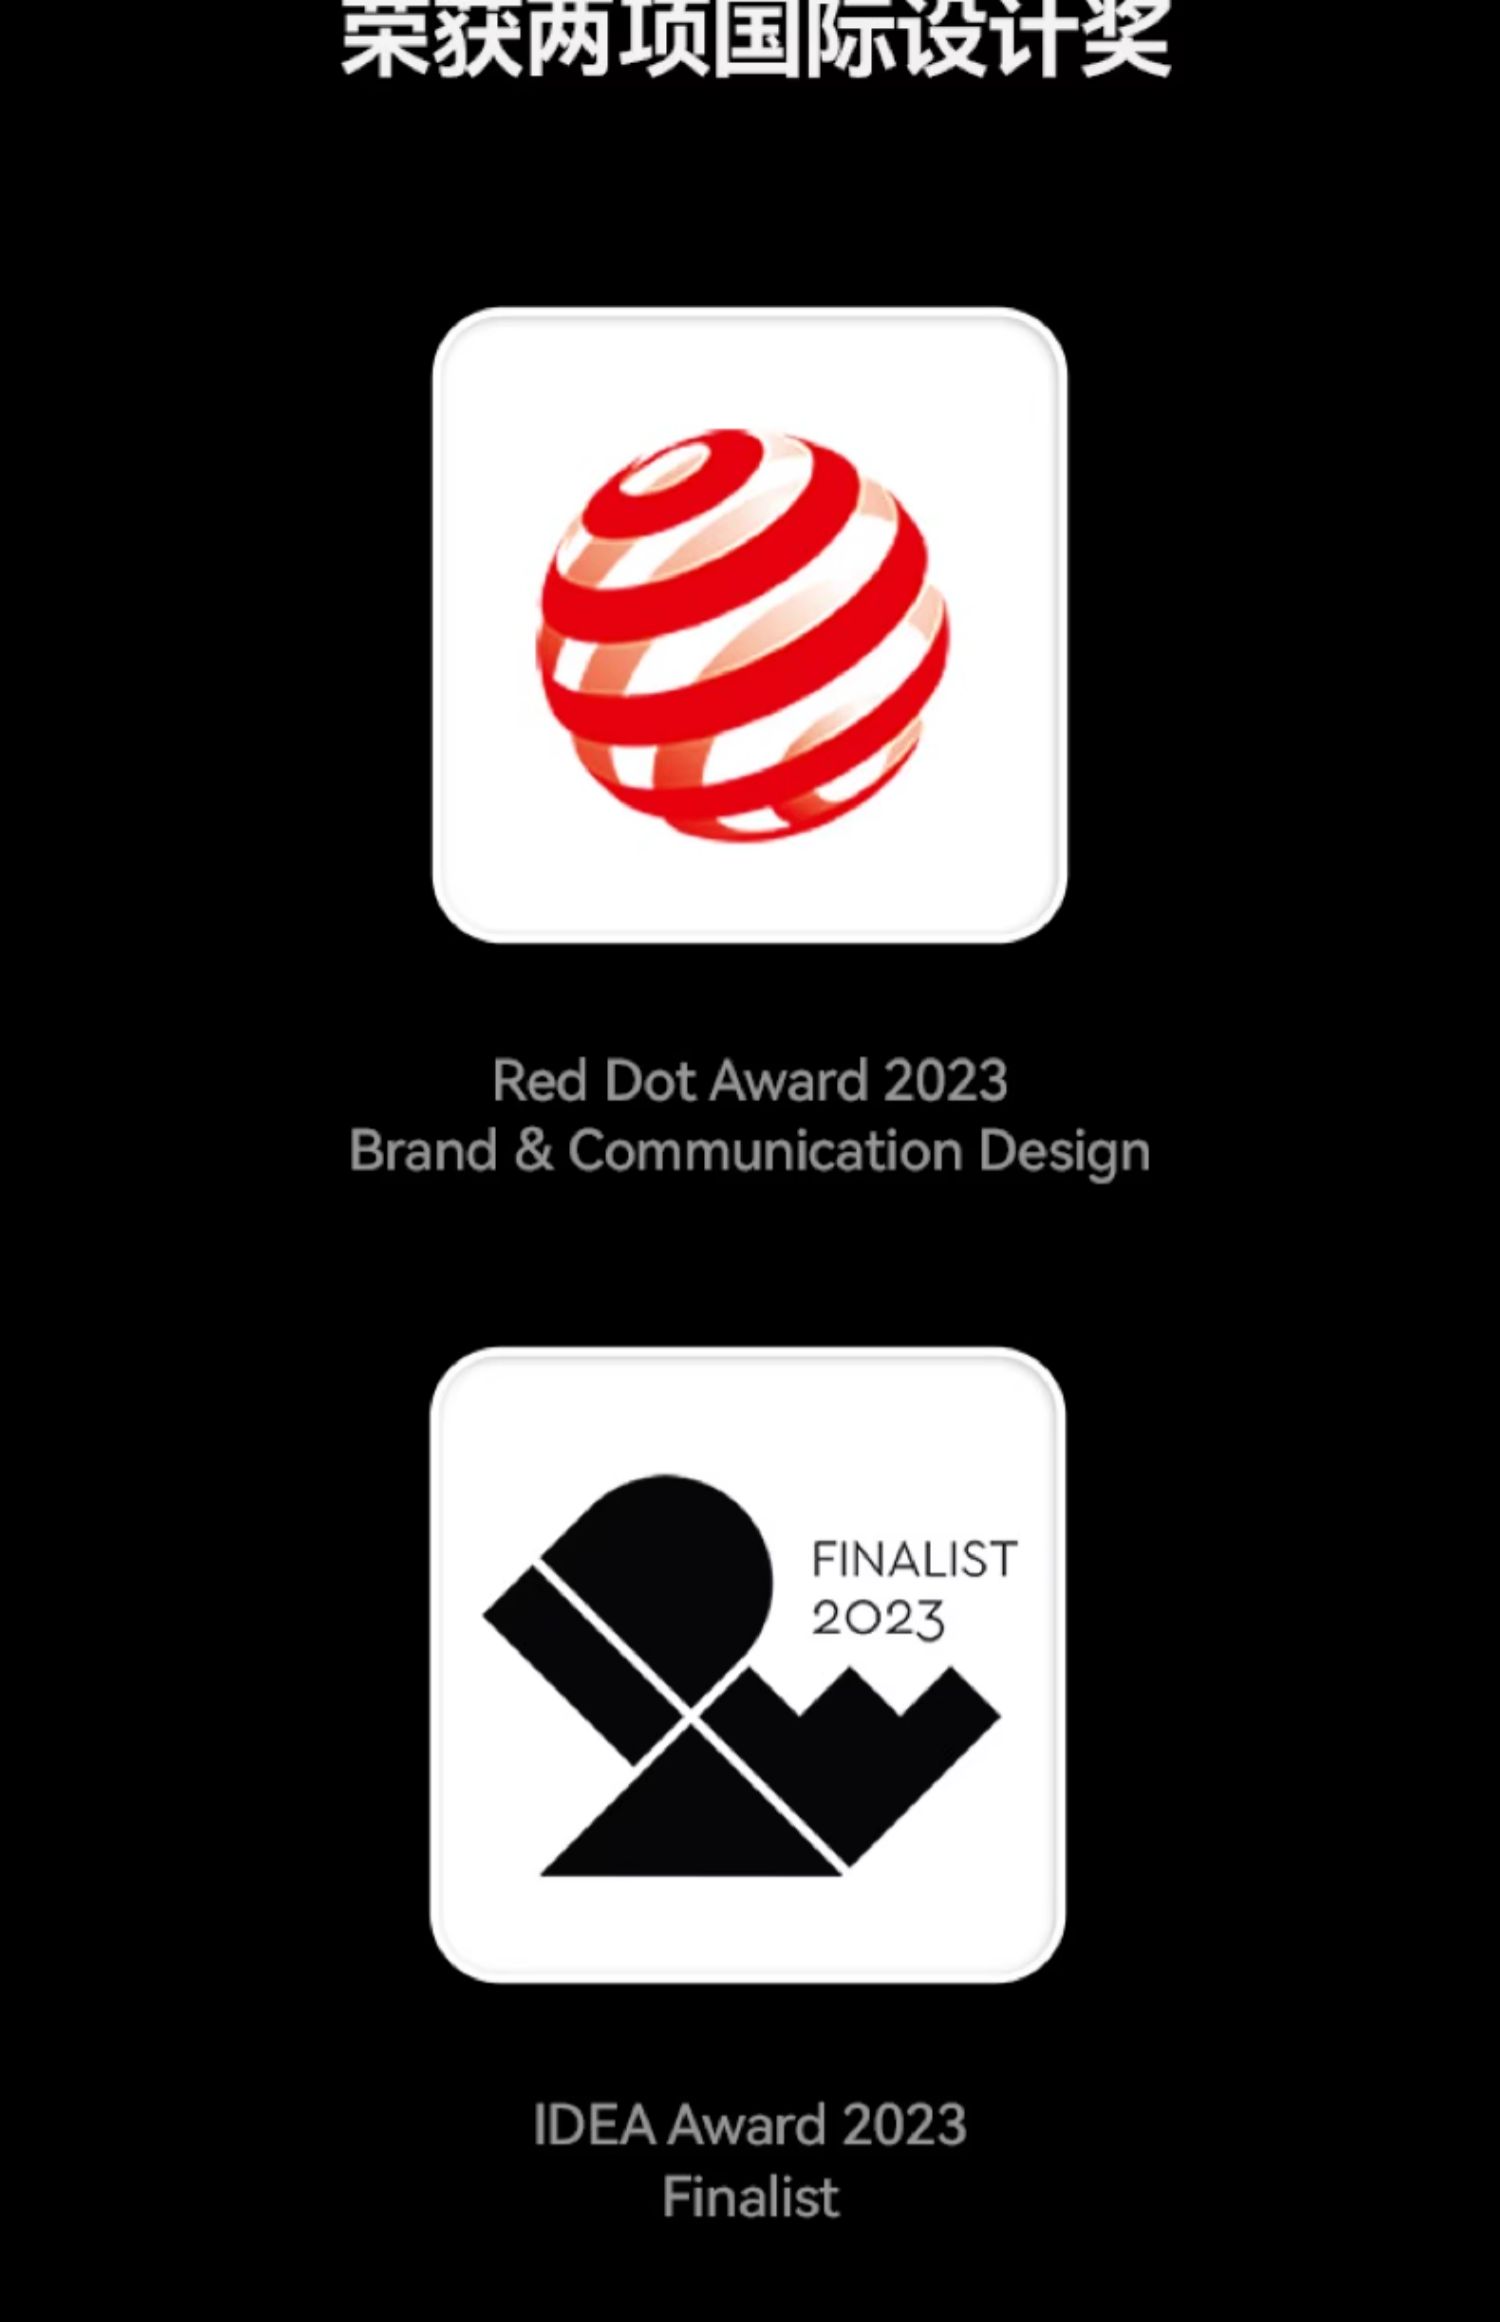 荣获两项国际设计奖
Red Dot Award 2023
Brand & Communication Design
FINALIST
2023
IDEA Award 2023
Finalist